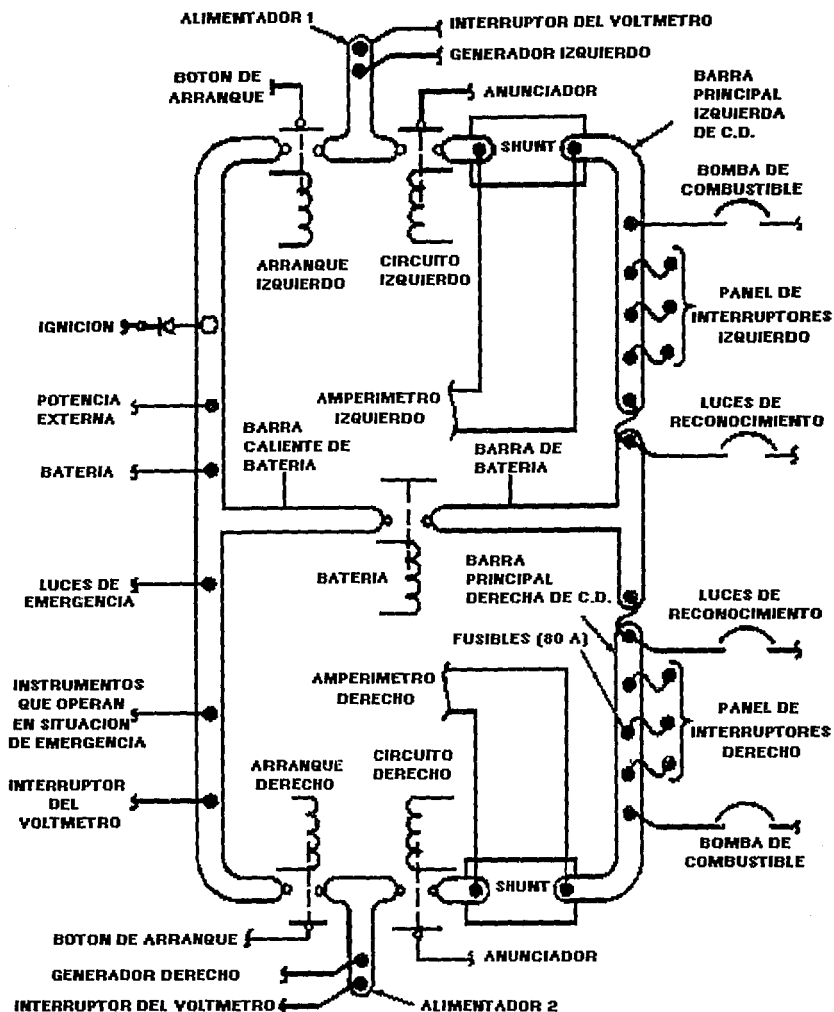 ALIMENTADOR 1
INTERRUPTOR DEL VOLTMETRO
GENERADOR IZQUIERDO
BOTON DE
ARRANQUE
ANUNCIADOR
BARRA
PRINCIPAL
IZQUIERDA
DE C.D.
SHUNT
BOMBA DE
COMBUSTIBLE
ARRANQUE
IZQUIERDO
CIRCUITO
IZQUIERDO
PANEL DE
INTERRUPTORES
IZQUIERDO
IGNICION
POTENCIA
EXTERNA
AMPERIMETRO
IZQUIERDO
LUCES DE
RECONOCIMIENTO
BARRA
CALIENTE DE
BATERIA
BARRA DE
BATERIA
BATERIA
BATERIA
BARRA
PRINCIPAL
DERECHA DE C.D.
LUCES DE
EMERGENCIA
LUCES DE
RECONOCIMIENTO
FUSIBLES (80 A)
AMPERIMETRO
DERECHO
INSTRUMENTOS
QUE OPERAN
EN SITUACION
DE EMERGENCIA
PANEL DE
INTERRUPTORES
DERECHO
ARRANQUE
DERECHO
CIRCUITO
DERECHO
INTERRUPTOR
DEL
VOLTMETRO
BOMBA DE
COMBUSTIBLE
SHUNT
BOTON DE ARRANQUE
ANUNCIADOR
GENERADOR DERECHO
INTERRUPTOR DEL VOLTMETRO
ALIMENTADOR 2